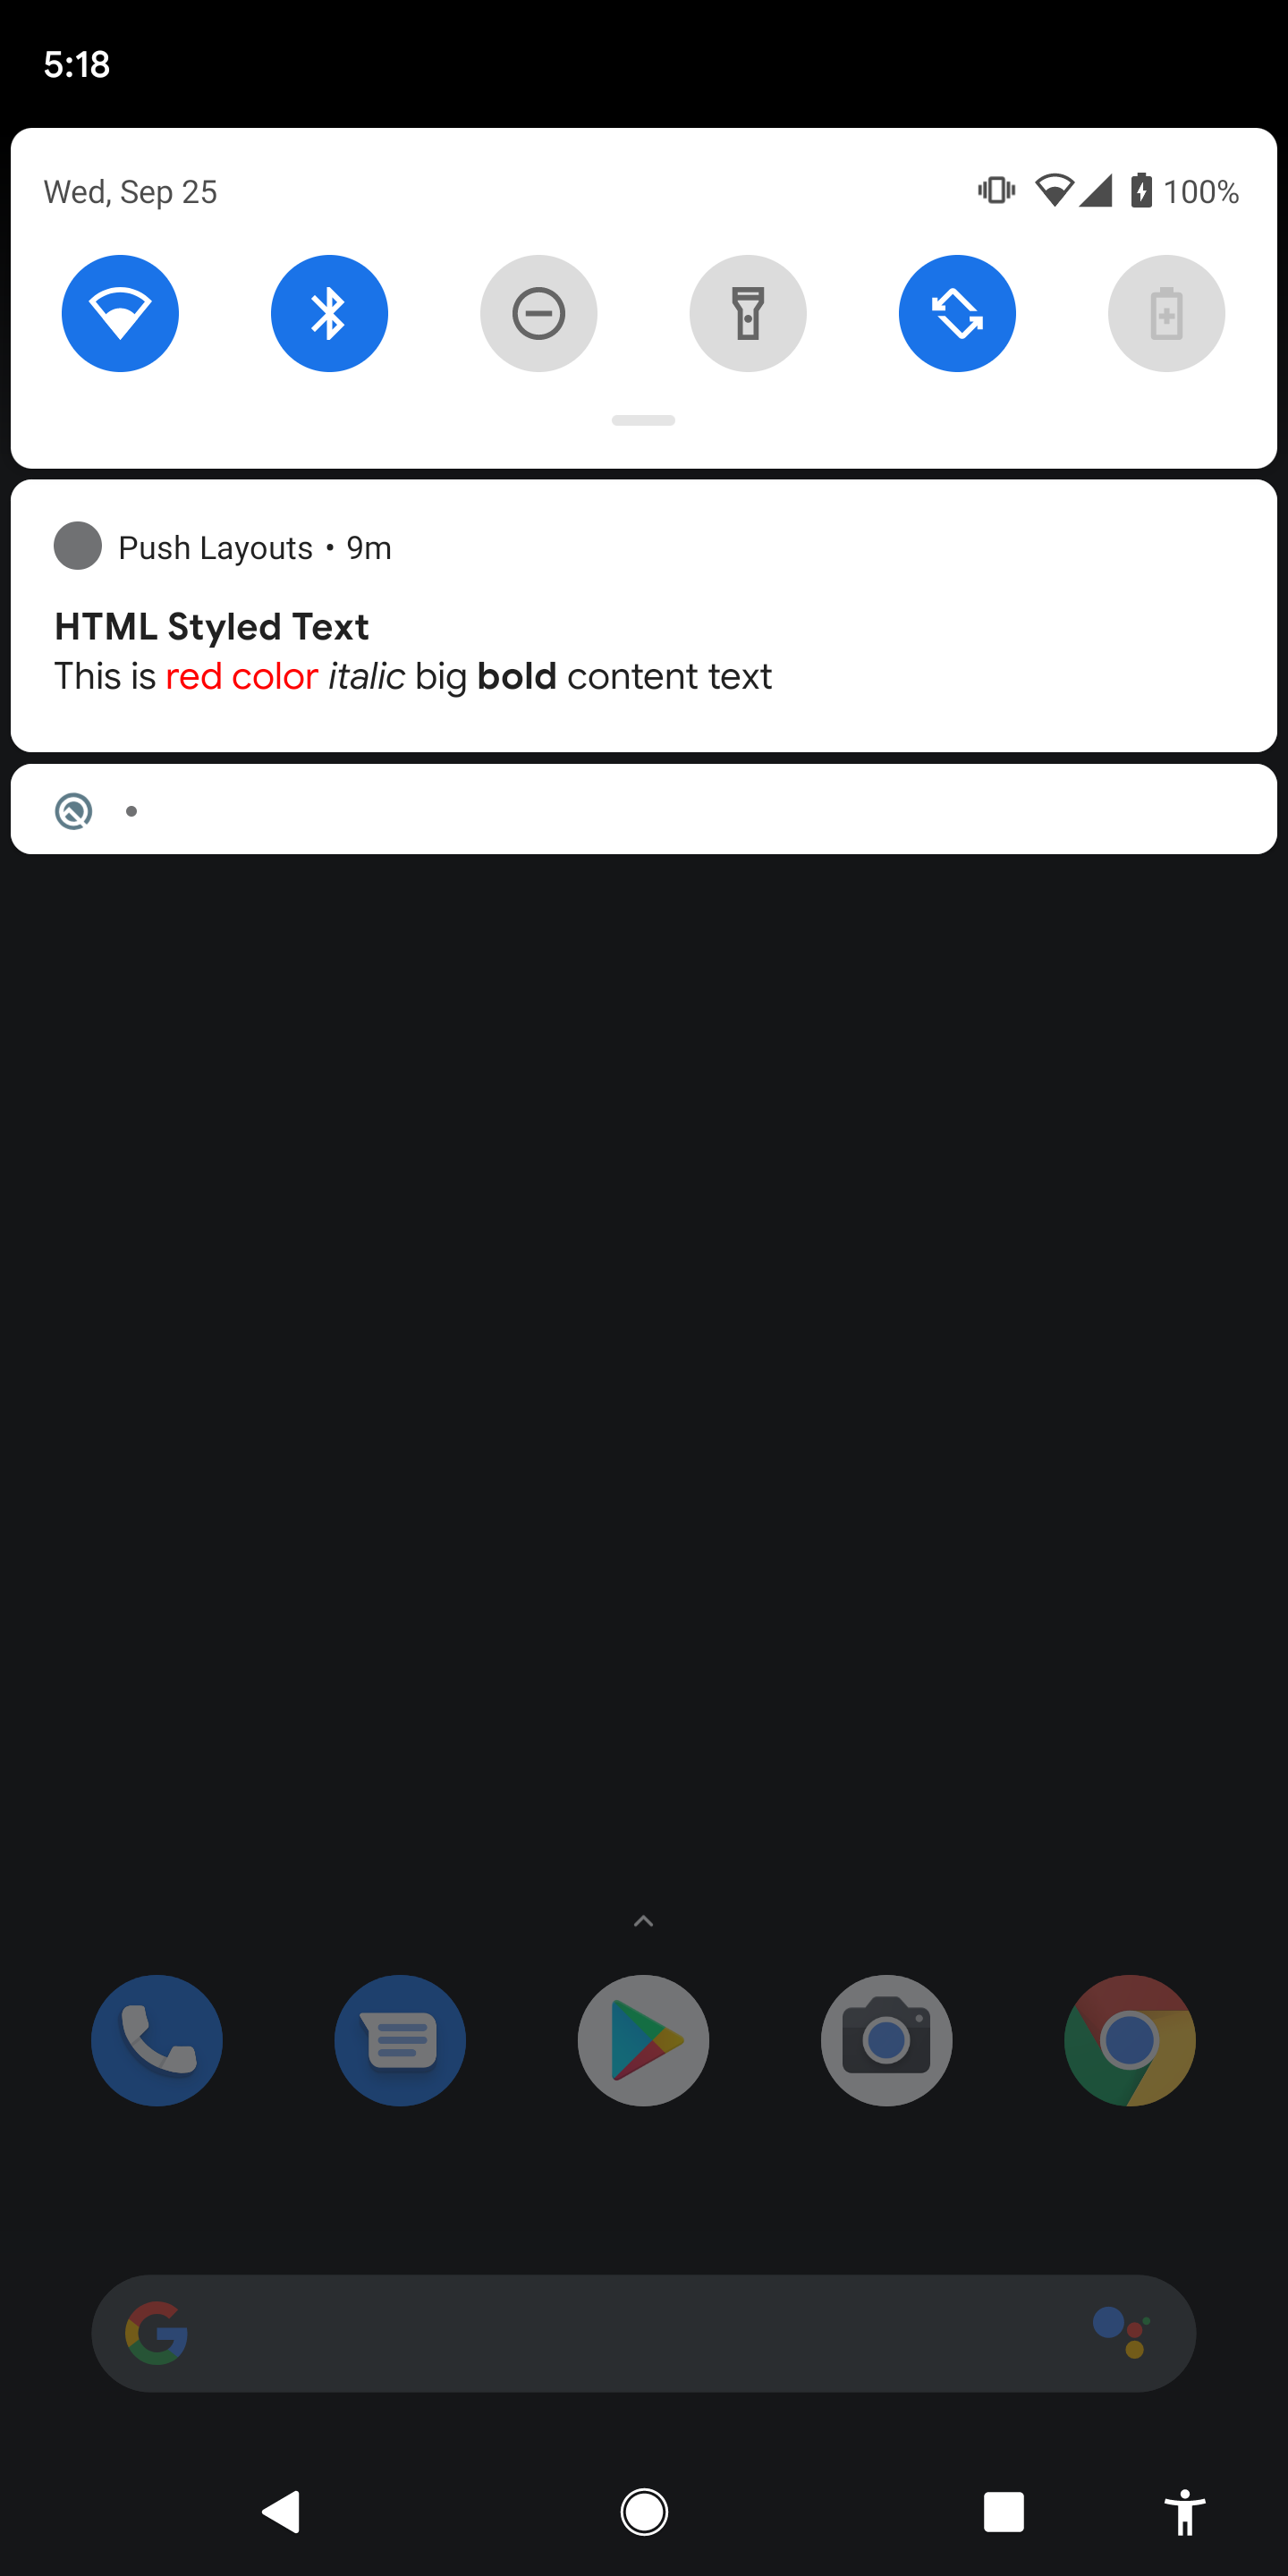 5:18
Wed, Sep 25
100%
Push Layouts • 9m
HTML Styled Text
This is red color italic big bold content text